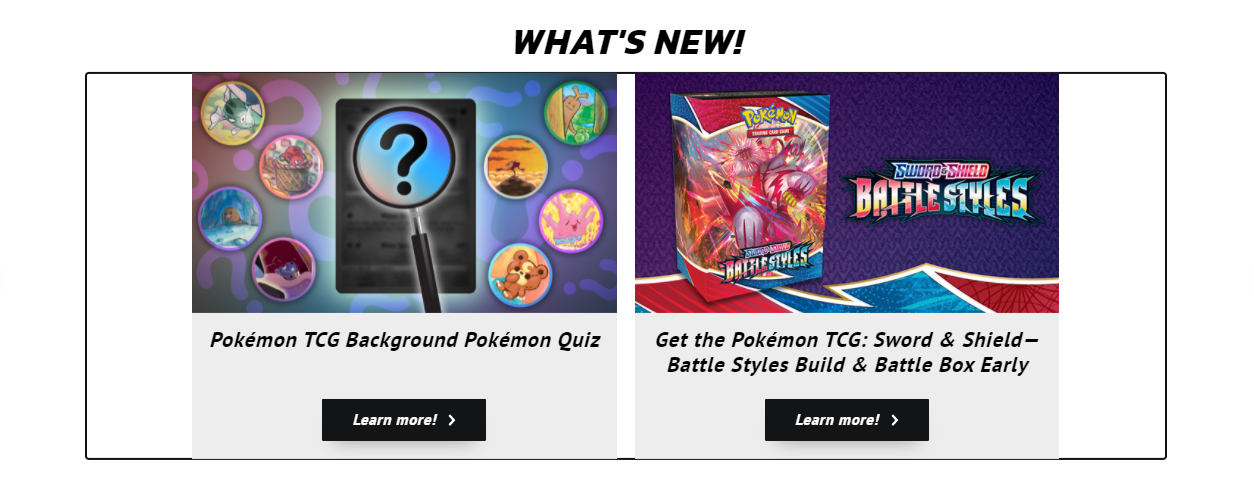 WHAT'S NEW!
?
Pokémon TCG Background Pokémon Quiz
Learn more!
POKéMON
TRADING CARD GAME
SWORD & SHIELD
BATTLE STYLES
SWORD & SHIELD
BATTLE STYLES
Get the Pokémon TCG: Sword & Shield—
Battle Styles Build & Battle Box Early
Learn more!